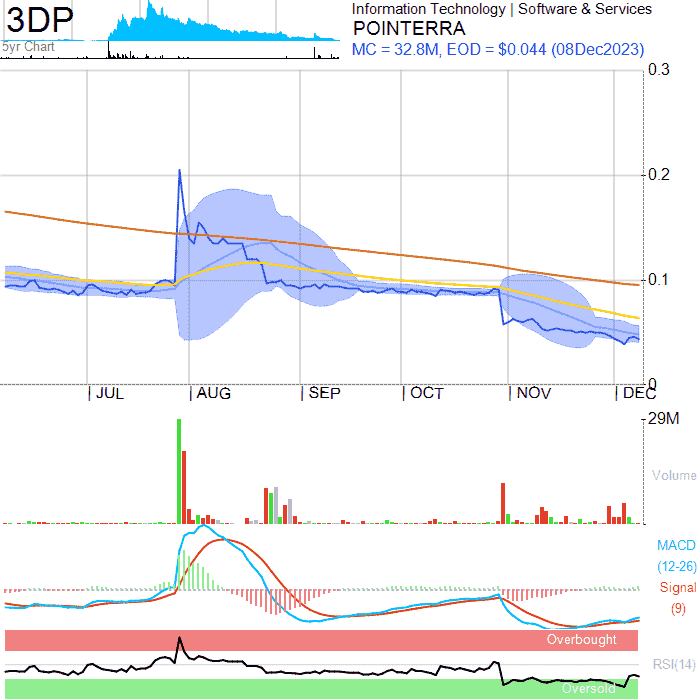 3DP
5yr Chart
Information Technology | Software & Services
POINTERRA
MC = 32.8M, EOD = $0.044 (08Dec2023)
0.3
0.2
0.1
0
JUL AUG SEP OCT NOV DEC
29M
Volume
MACD
(12-26)
Signal
(9)
Overbought
RSI(14)
Oversold